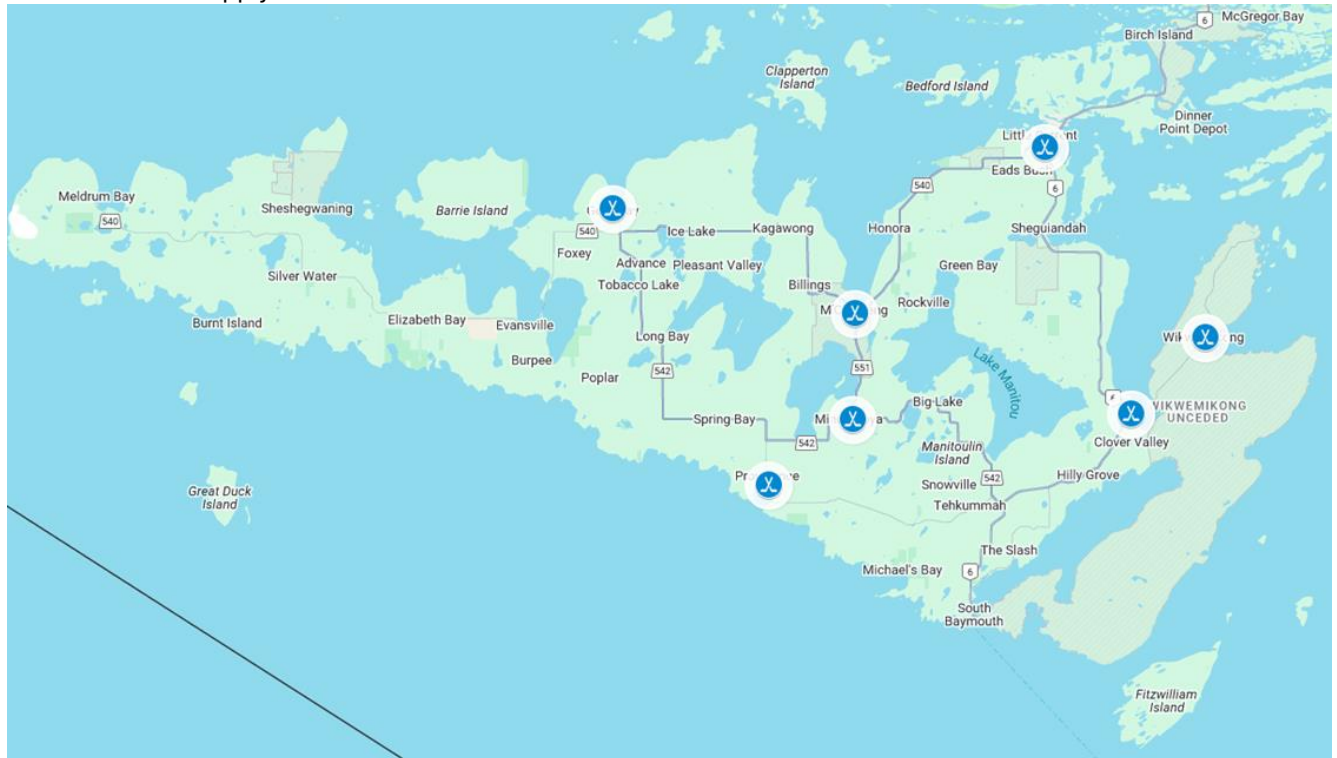 6
McGregor Bay
Birch Island
Clapperton
Island
Bedford Island
Dinner
Point Depot
Eads Bush
540
6
Meldrum Bay
540
Sheshegwaning
Barrie Island
540
Ice Lake
Kagawong
Honora
Sheguiandah
Foxey
Advance
Pleasant Valley
Green Bay
Silver Water
Tobacco Lake
Billings
Rockville
Burnt Island
Elizabeth Bay
Evansville
Long Bay
Burpee
551
Lake Manitou
542
Poplar
Big Lake
WIKWEMIKONG
UNCEDED
Spring Bay
542
Clover Valley
Manitoulin
Island
Great Duck
Island
Snowville
542
Hilly Grove
Tehkummah
The Slash
Michael's Bay
6
South
Baymouth
Fitzwilliam
Island